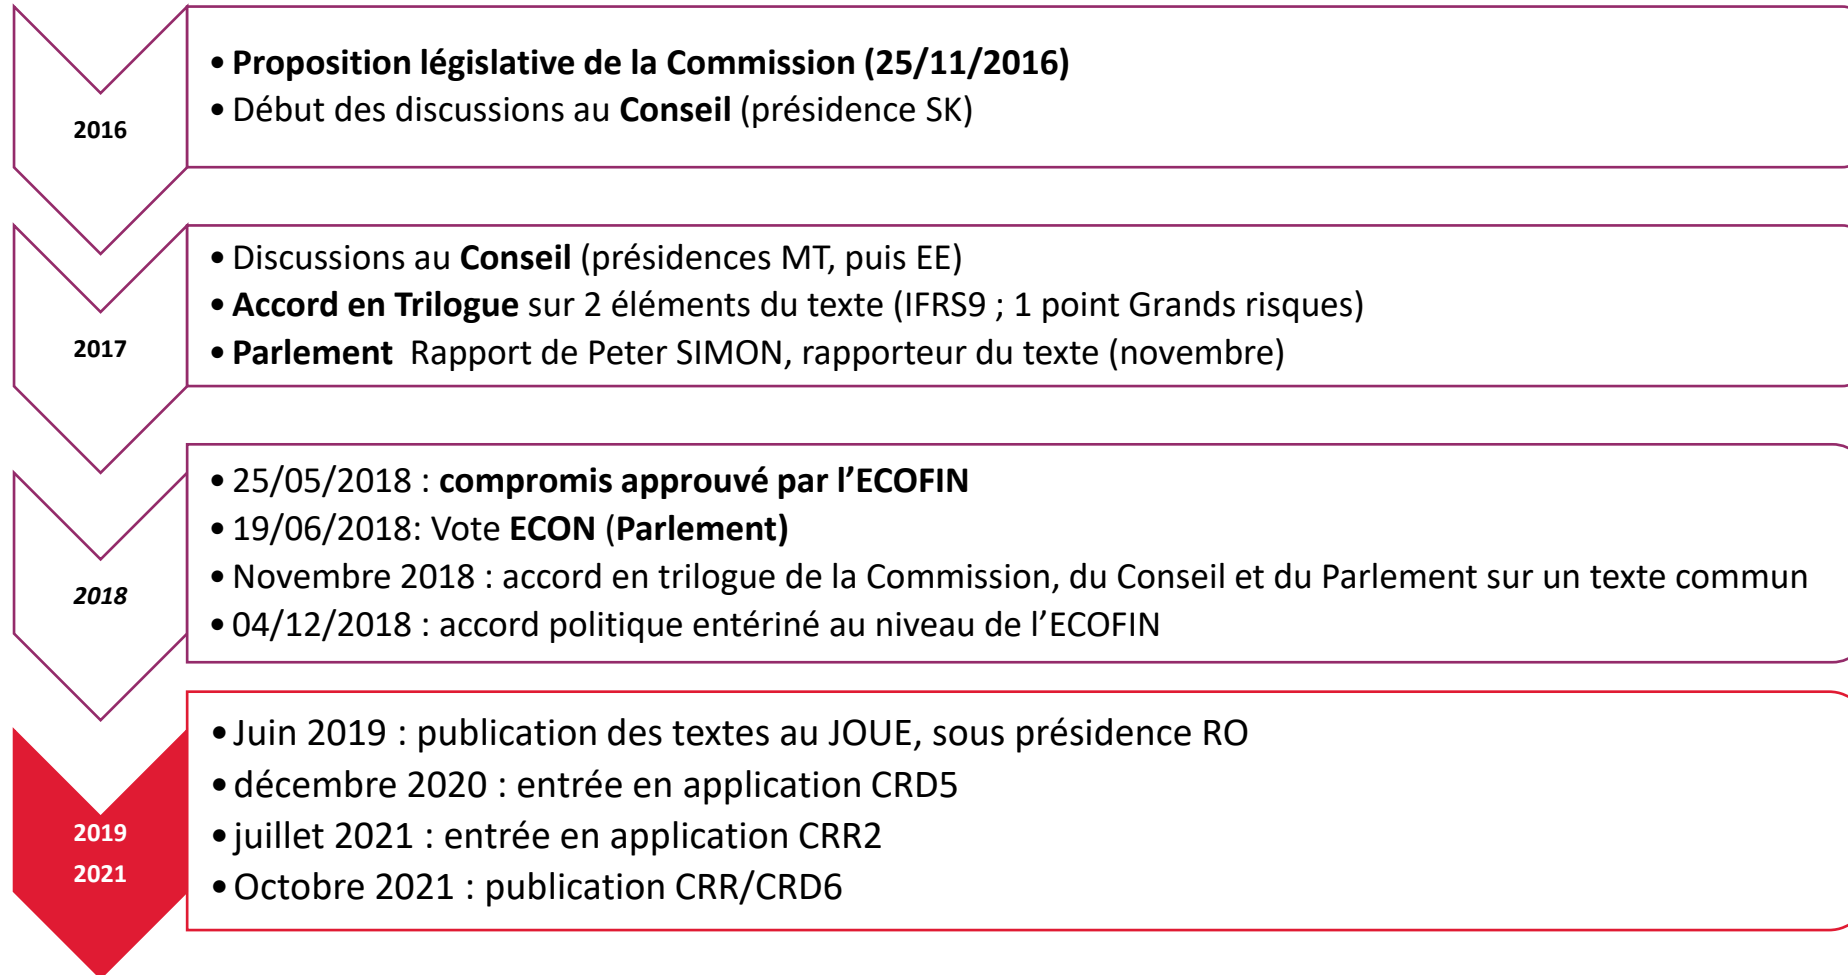 2016
• Proposition législative de la Commission (25/11/2016)
• Début des discussions au Conseil (présidence SK)
2017
• Discussions au Conseil (présidences MT, puis EE)
• Accord en Trilogue sur 2 éléments du texte (IFRS9 ; 1 point Grands risques)
• Parlement Rapport de Peter SIMON, rapporteur du texte (novembre)
2018
• 25/05/2018 : compromis approuvé par l’ECOFIN
• 19/06/2018: Vote ECON (Parlement)
• Novembre 2018 : accord en trilogue de la Commission, du Conseil et du Parlement sur un texte commun
• 04/12/2018 : accord politique entériné au niveau de l’ECOFIN
2019
2021
• Juin 2019 : publication des textes au JOUE, sous présidence RO
• décembre 2020 : entrée en application CRD5
• juillet 2021 : entrée en application CRR2
• Octobre 2021 : publication CRR/CRD6